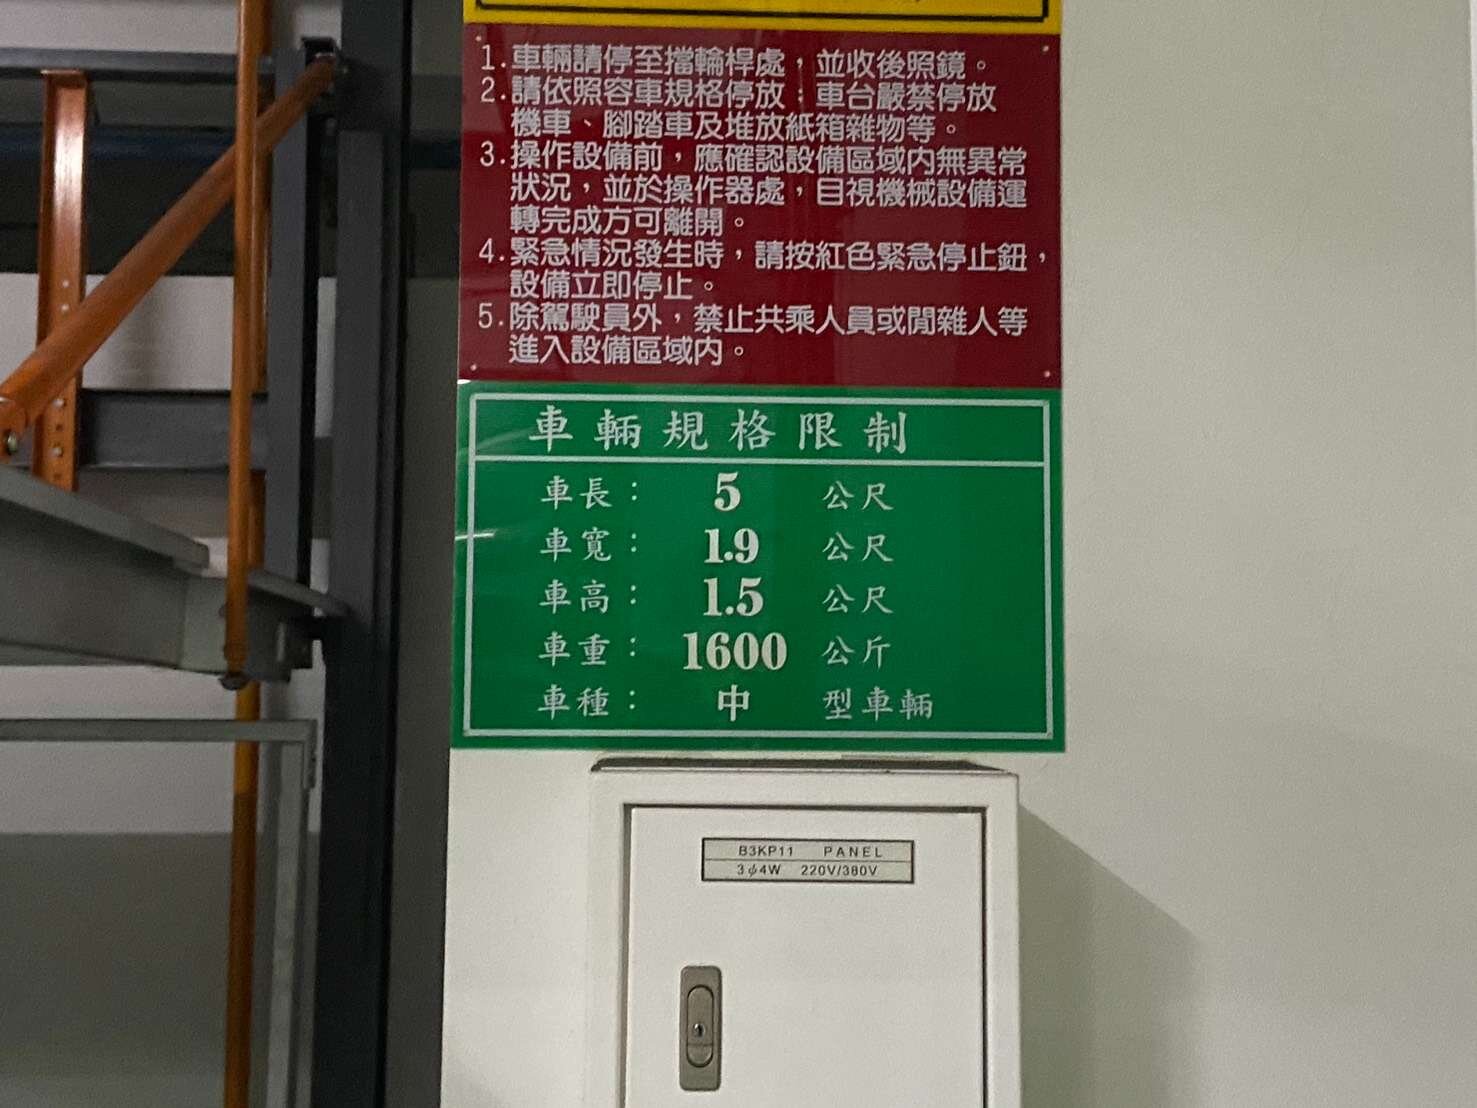 1.車輛請停至擋輪桿處，並收後照鏡。
2.請依照容車規格停放；車台嚴禁停放
機車、腳踏車及堆放紙箱雜物等。
3.操作設備前，應確認設備區域內無異常
狀況，並於操作器處，目視機械設備運
轉完成方可離開。
4.緊急情況發生時，請按紅色緊急停止鈕，
設備立即停止。
5.除駕駛員外，禁止共乘人員或閒雜人等
進入設備區域內。
車輛規格限制
車長： 5 公尺
車寬： 1.9 公尺
車高： 1.5 公尺
車重： 1600 公斤
車種： 中 型車輛
B3KP11 PANEL
3φ4W 220V/380V